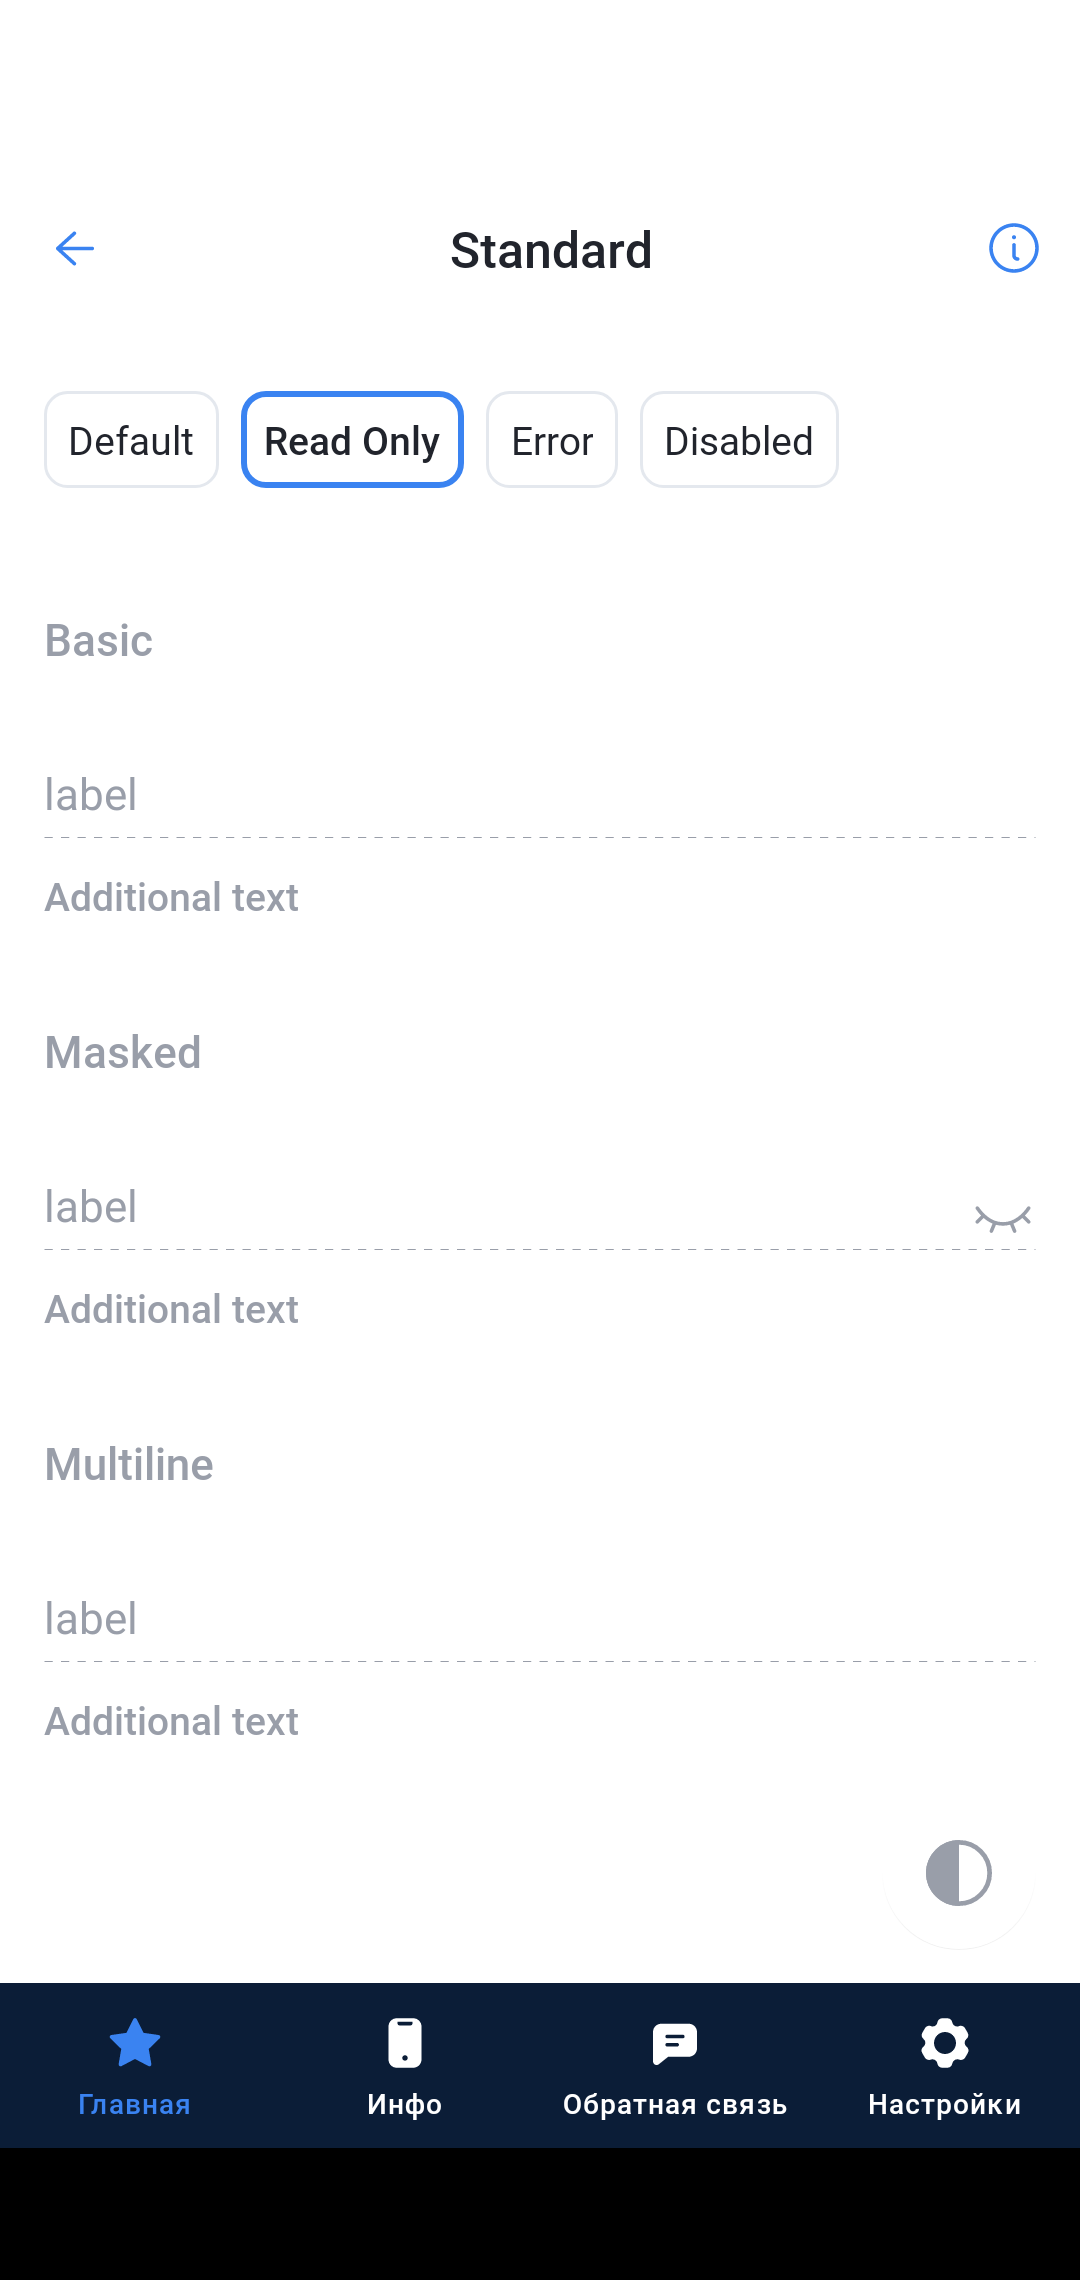 Standard
Default Read Only Error Disabled
Basic
label
Additional text
Masked
label
Additional text
Multiline
label
Additional text
Главная Инфо Обратная связь Настройки